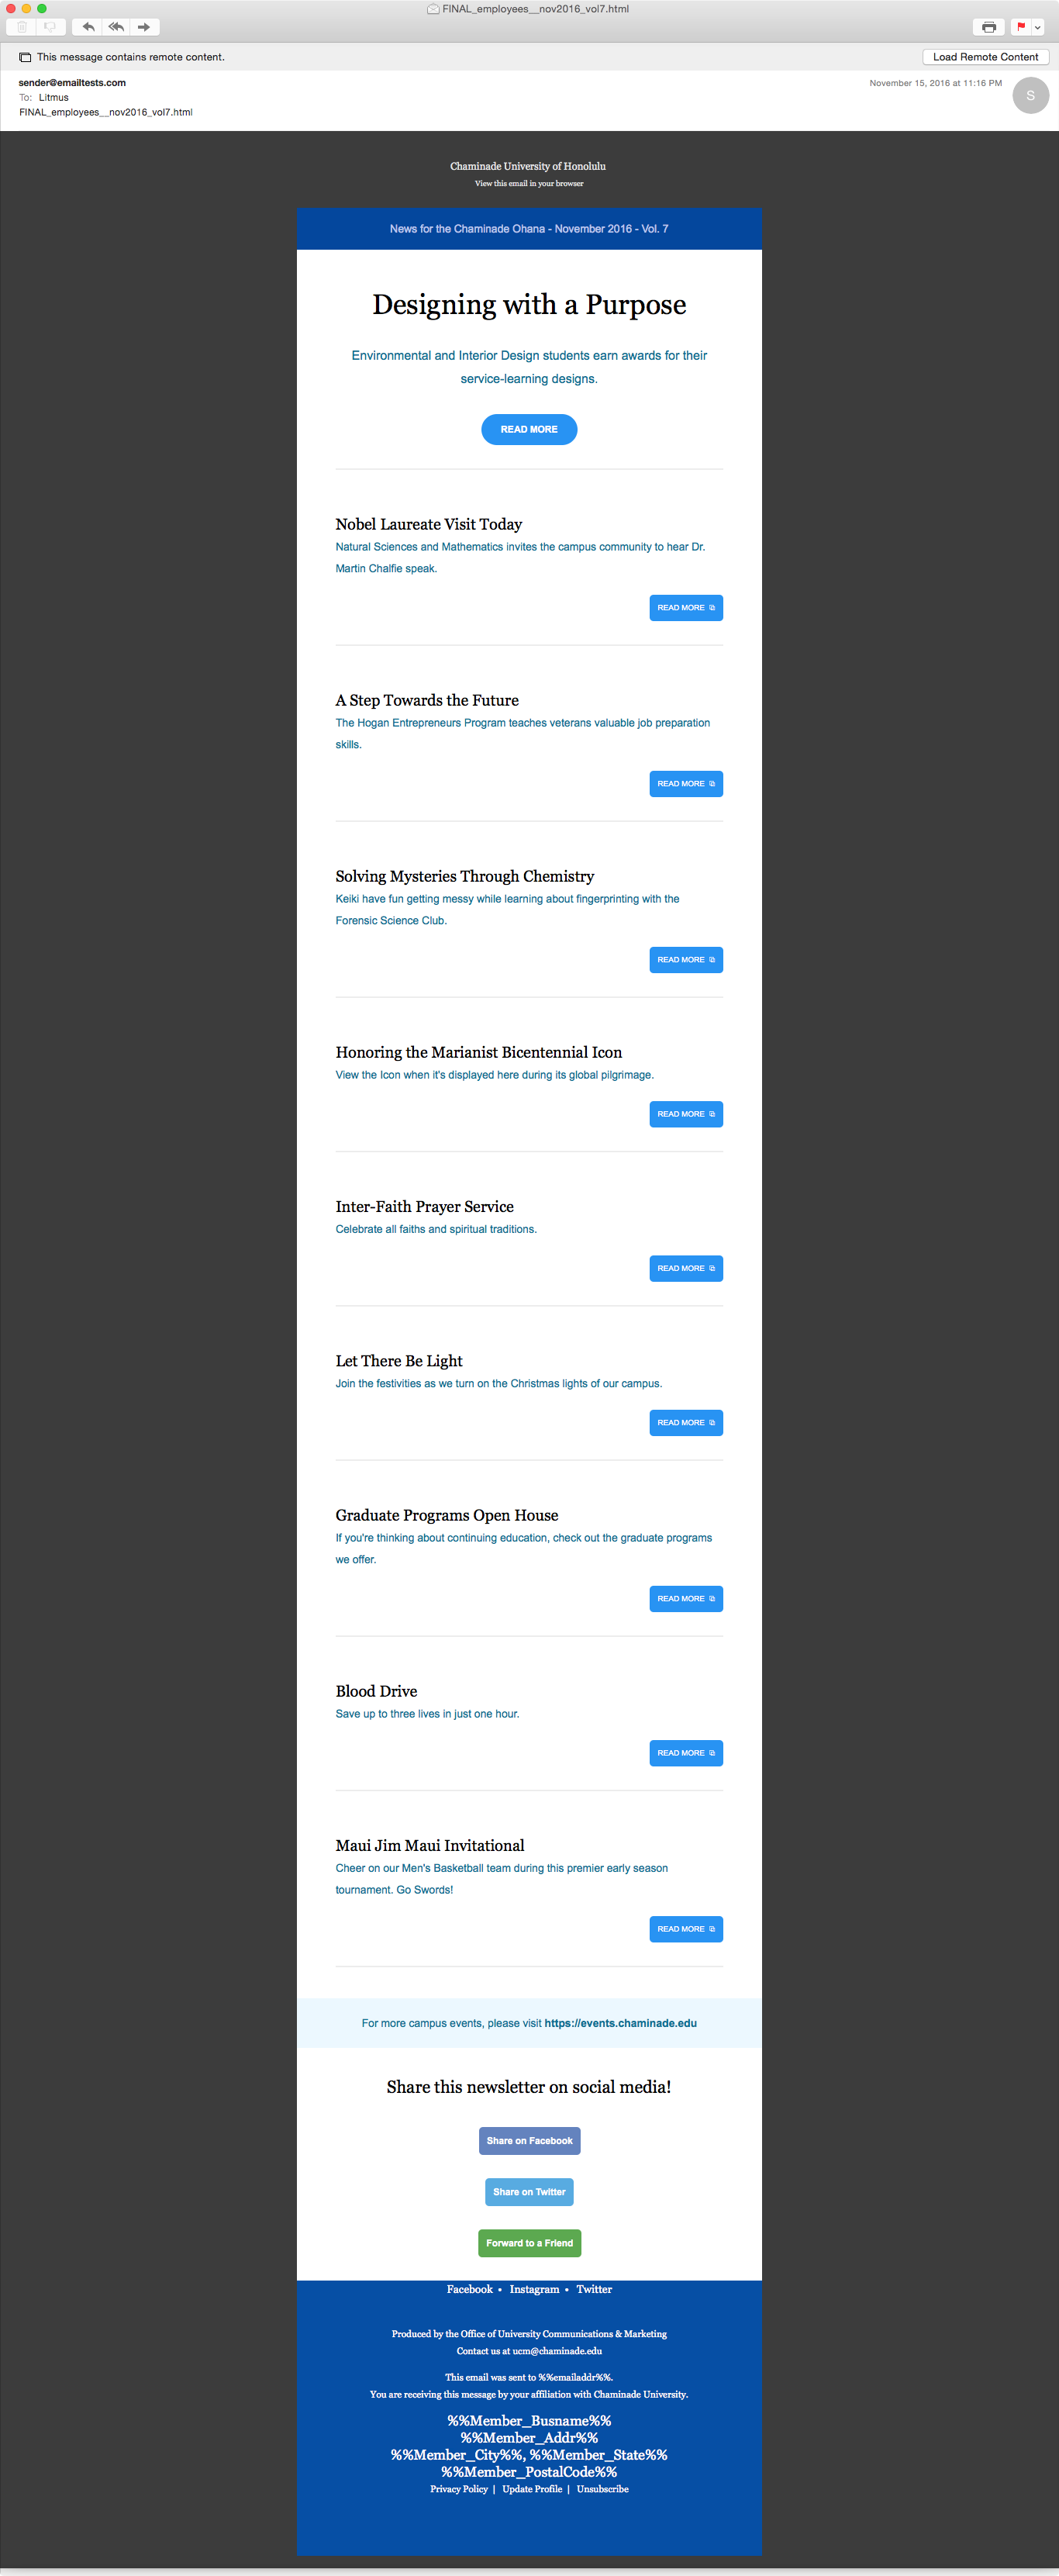 FINAL_employees__nov2016_vol7.html
This message contains remote content.
Load Remote Content
sender@emailtests.com
November 15, 2016 at 11:16 PM
S
To: Litmus
FINAL_employees__nov2016_vol7.html
Chaminade University of Honolulu
View this email in your browser
News for the Chaminade Ohana - November 2016 - Vol. 7
Designing with a Purpose
Environmental and Interior Design students earn awards for their
service-learning designs.
READ MORE
Nobel Laureate Visit Today
Natural Sciences and Mathematics invites the campus community to hear Dr.
Martin Chalfie speak.
READ MORE
A Step Towards the Future
The Hogan Entrepreneurs Program teaches veterans valuable job preparation
skills.
READ MORE
Solving Mysteries Through Chemistry
Keiki have fun getting messy while learning about fingerprinting with the
Forensic Science Club.
READ MORE
Honoring the Marianist Bicentennial Icon
View the Icon when it's displayed here during its global pilgrimage.
READ MORE
Inter-Faith Prayer Service
Celebrate all faiths and spiritual traditions.
READ MORE
Let There Be Light
Join the festivities as we turn on the Christmas lights of our campus.
READ MORE
Graduate Programs Open House
If you're thinking about continuing education, check out the graduate programs
we offer.
READ MORE
Blood Drive
Save up to three lives in just one hour.
READ MORE
Maui Jim Maui Invitational
Cheer on our Men's Basketball team during this premier early season
tournament. Go Swords!
READ MORE
For more campus events, please visit https://events.chaminade.edu
Share this newsletter on social media!
Share on Facebook
Share on Twitter
Forward to a Friend
Facebook • Instagram • Twitter
Produced by the Office of University Communications & Marketing
Contact us at ucm@chaminade.edu
This email was sent to %%emailaddr%%.
You are receiving this message by your affiliation with Chaminade University.
%%Member_Busname%%
%%Member_Addr%%
%%Member_City%%, %%Member_State%%
%%Member_PostalCode%%
Privacy Policy | Update Profile | Unsubscribe